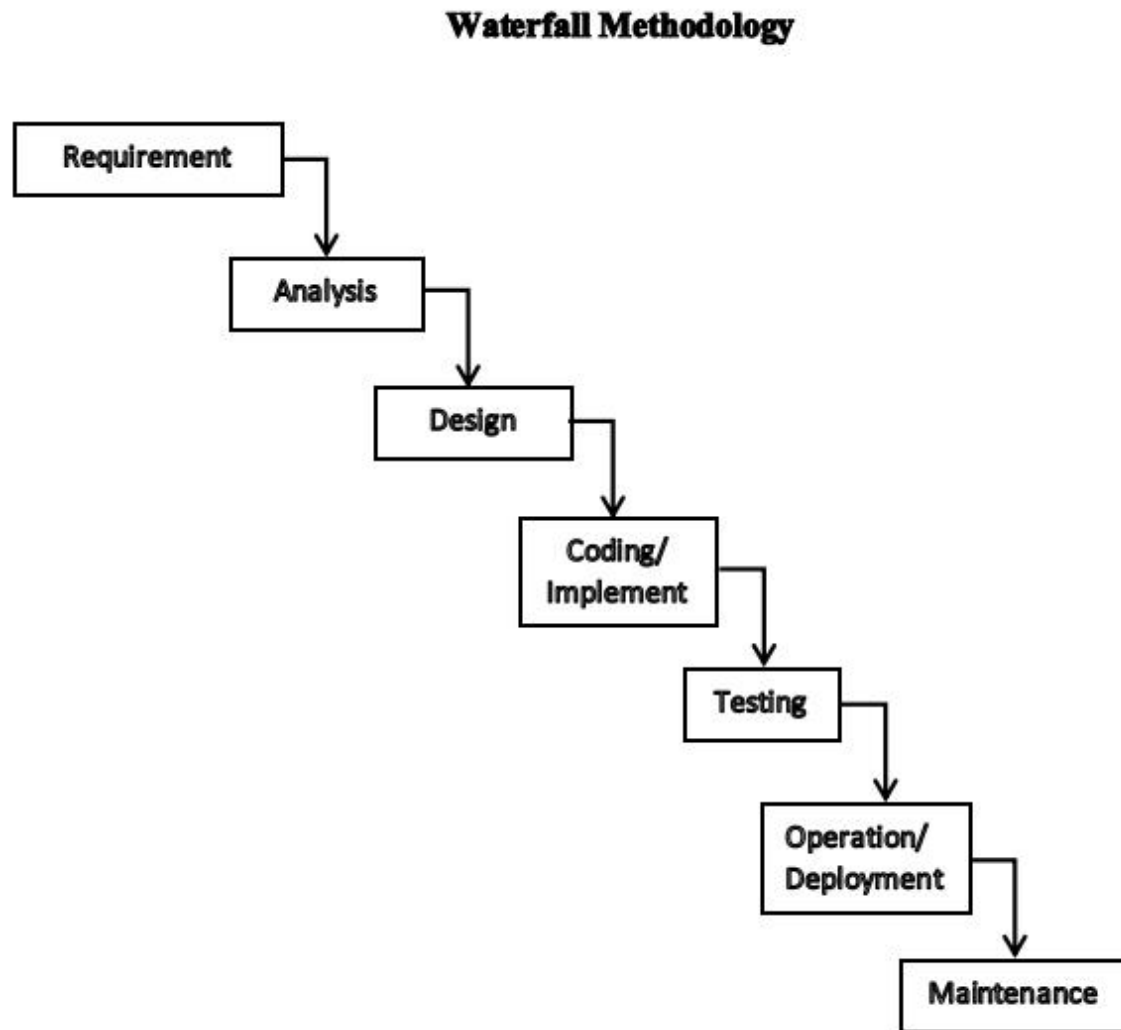 Waterfall Methodology
Requirement
Analysis
Design
Coding/
Implement
Testing
Operation/
Deployment
Maintenance